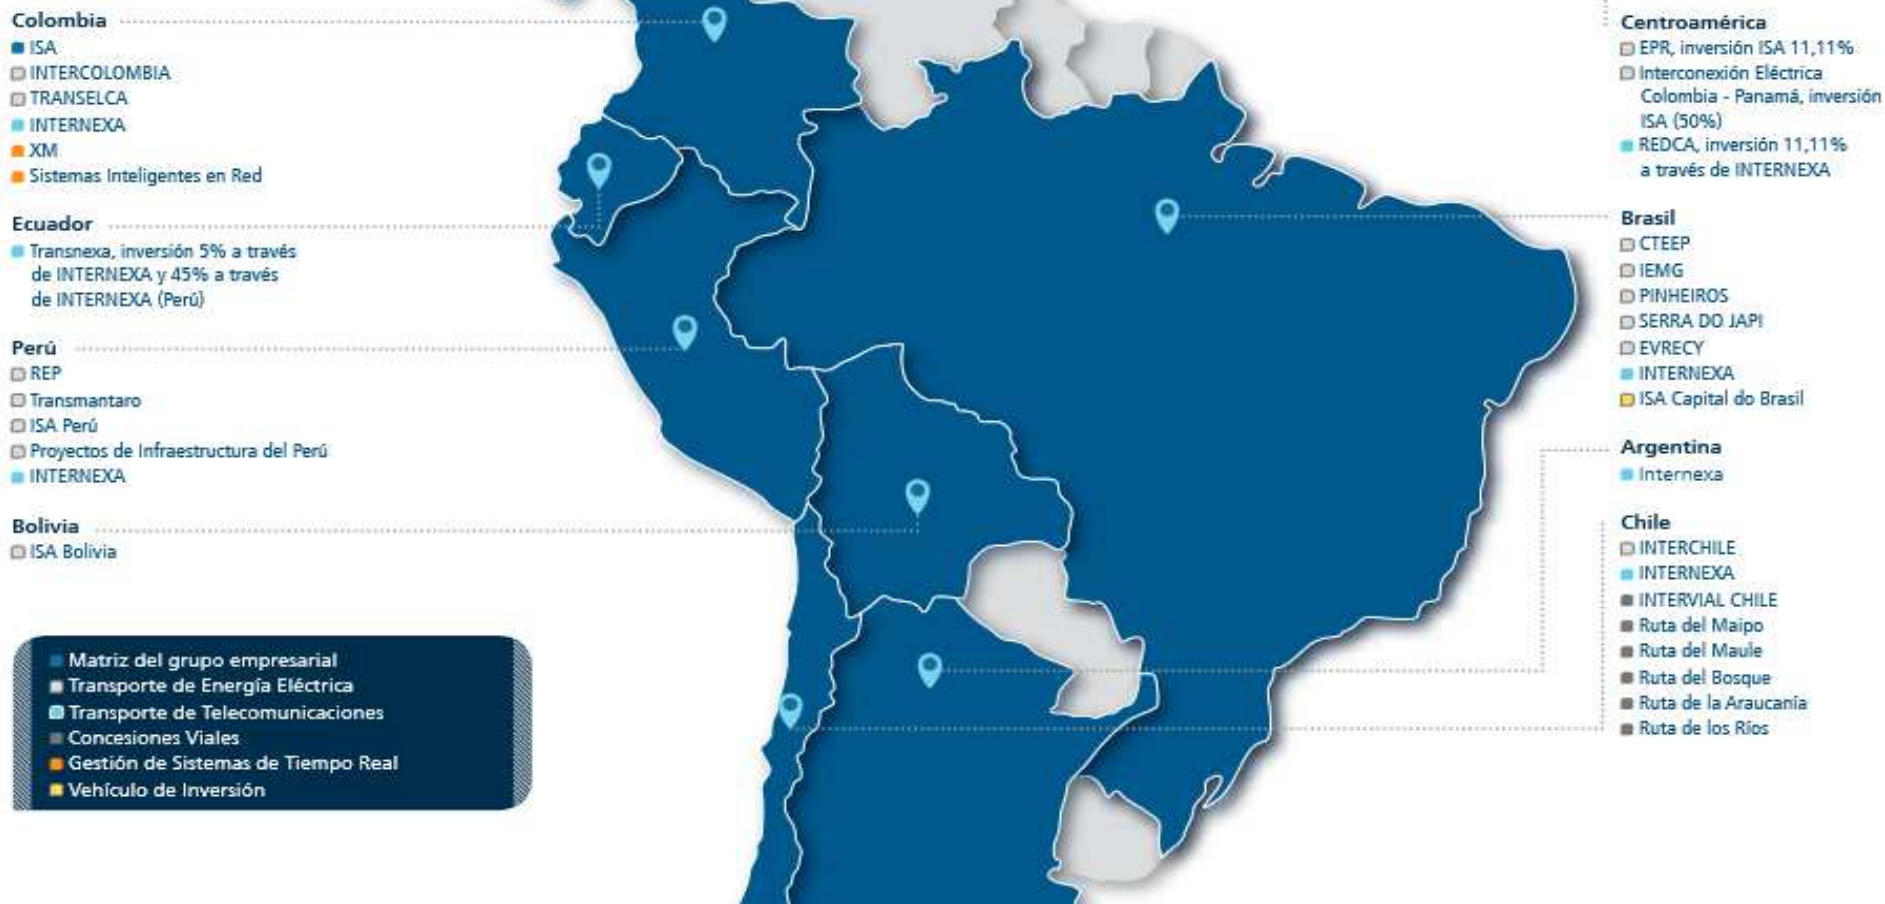 Colombia
ISA
INTERCOLOMBIA
TRANSELCA
INTERNEXA
XM
Sistemas Inteligentes en Red
Ecuador
Transnexa, inversión 5% a través
de INTERNEXA y 45% a través
de INTERNEXA (Perú)
Perú
REP
Transmantaro
ISA Perú
Proyectos de Infraestructura del Perú
INTERNEXA
Bolivia
ISA Bolivia
Matriz del grupo empresarial
Transporte de Energía Eléctrica
Transporte de Telecomunicaciones
Concesiones Viales
Gestión de Sistemas de Tiempo Real
Vehículo de Inversión
Centroamérica
EPR, inversión ISA 11,11%
Interconexión Eléctrica
Colombia - Panamá, inversión
ISA (50%)
REDCA, inversión 11,11%
a través de INTERNEXA
Brasil
CTEEP
IEMG
PINHEIROS
SERRA DO JAPI
EVRECY
INTERNEXA
ISA Capital do Brasil
Argentina
Internexa
Chile
INTERCHILE
INTERNEXA
INTERVIAL CHILE
Ruta del Maipo
Ruta del Maule
Ruta del Bosque
Ruta de la Araucanía
Ruta de los Ríos